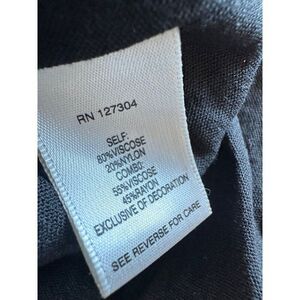 RN 127304
SELF:
80%VISCOSE
20%NYLON
COMBO:
55%VISCOSE
45%RAYON
EXCLUSIVE OF DECORATION
SEE REVERSE FOR CARE